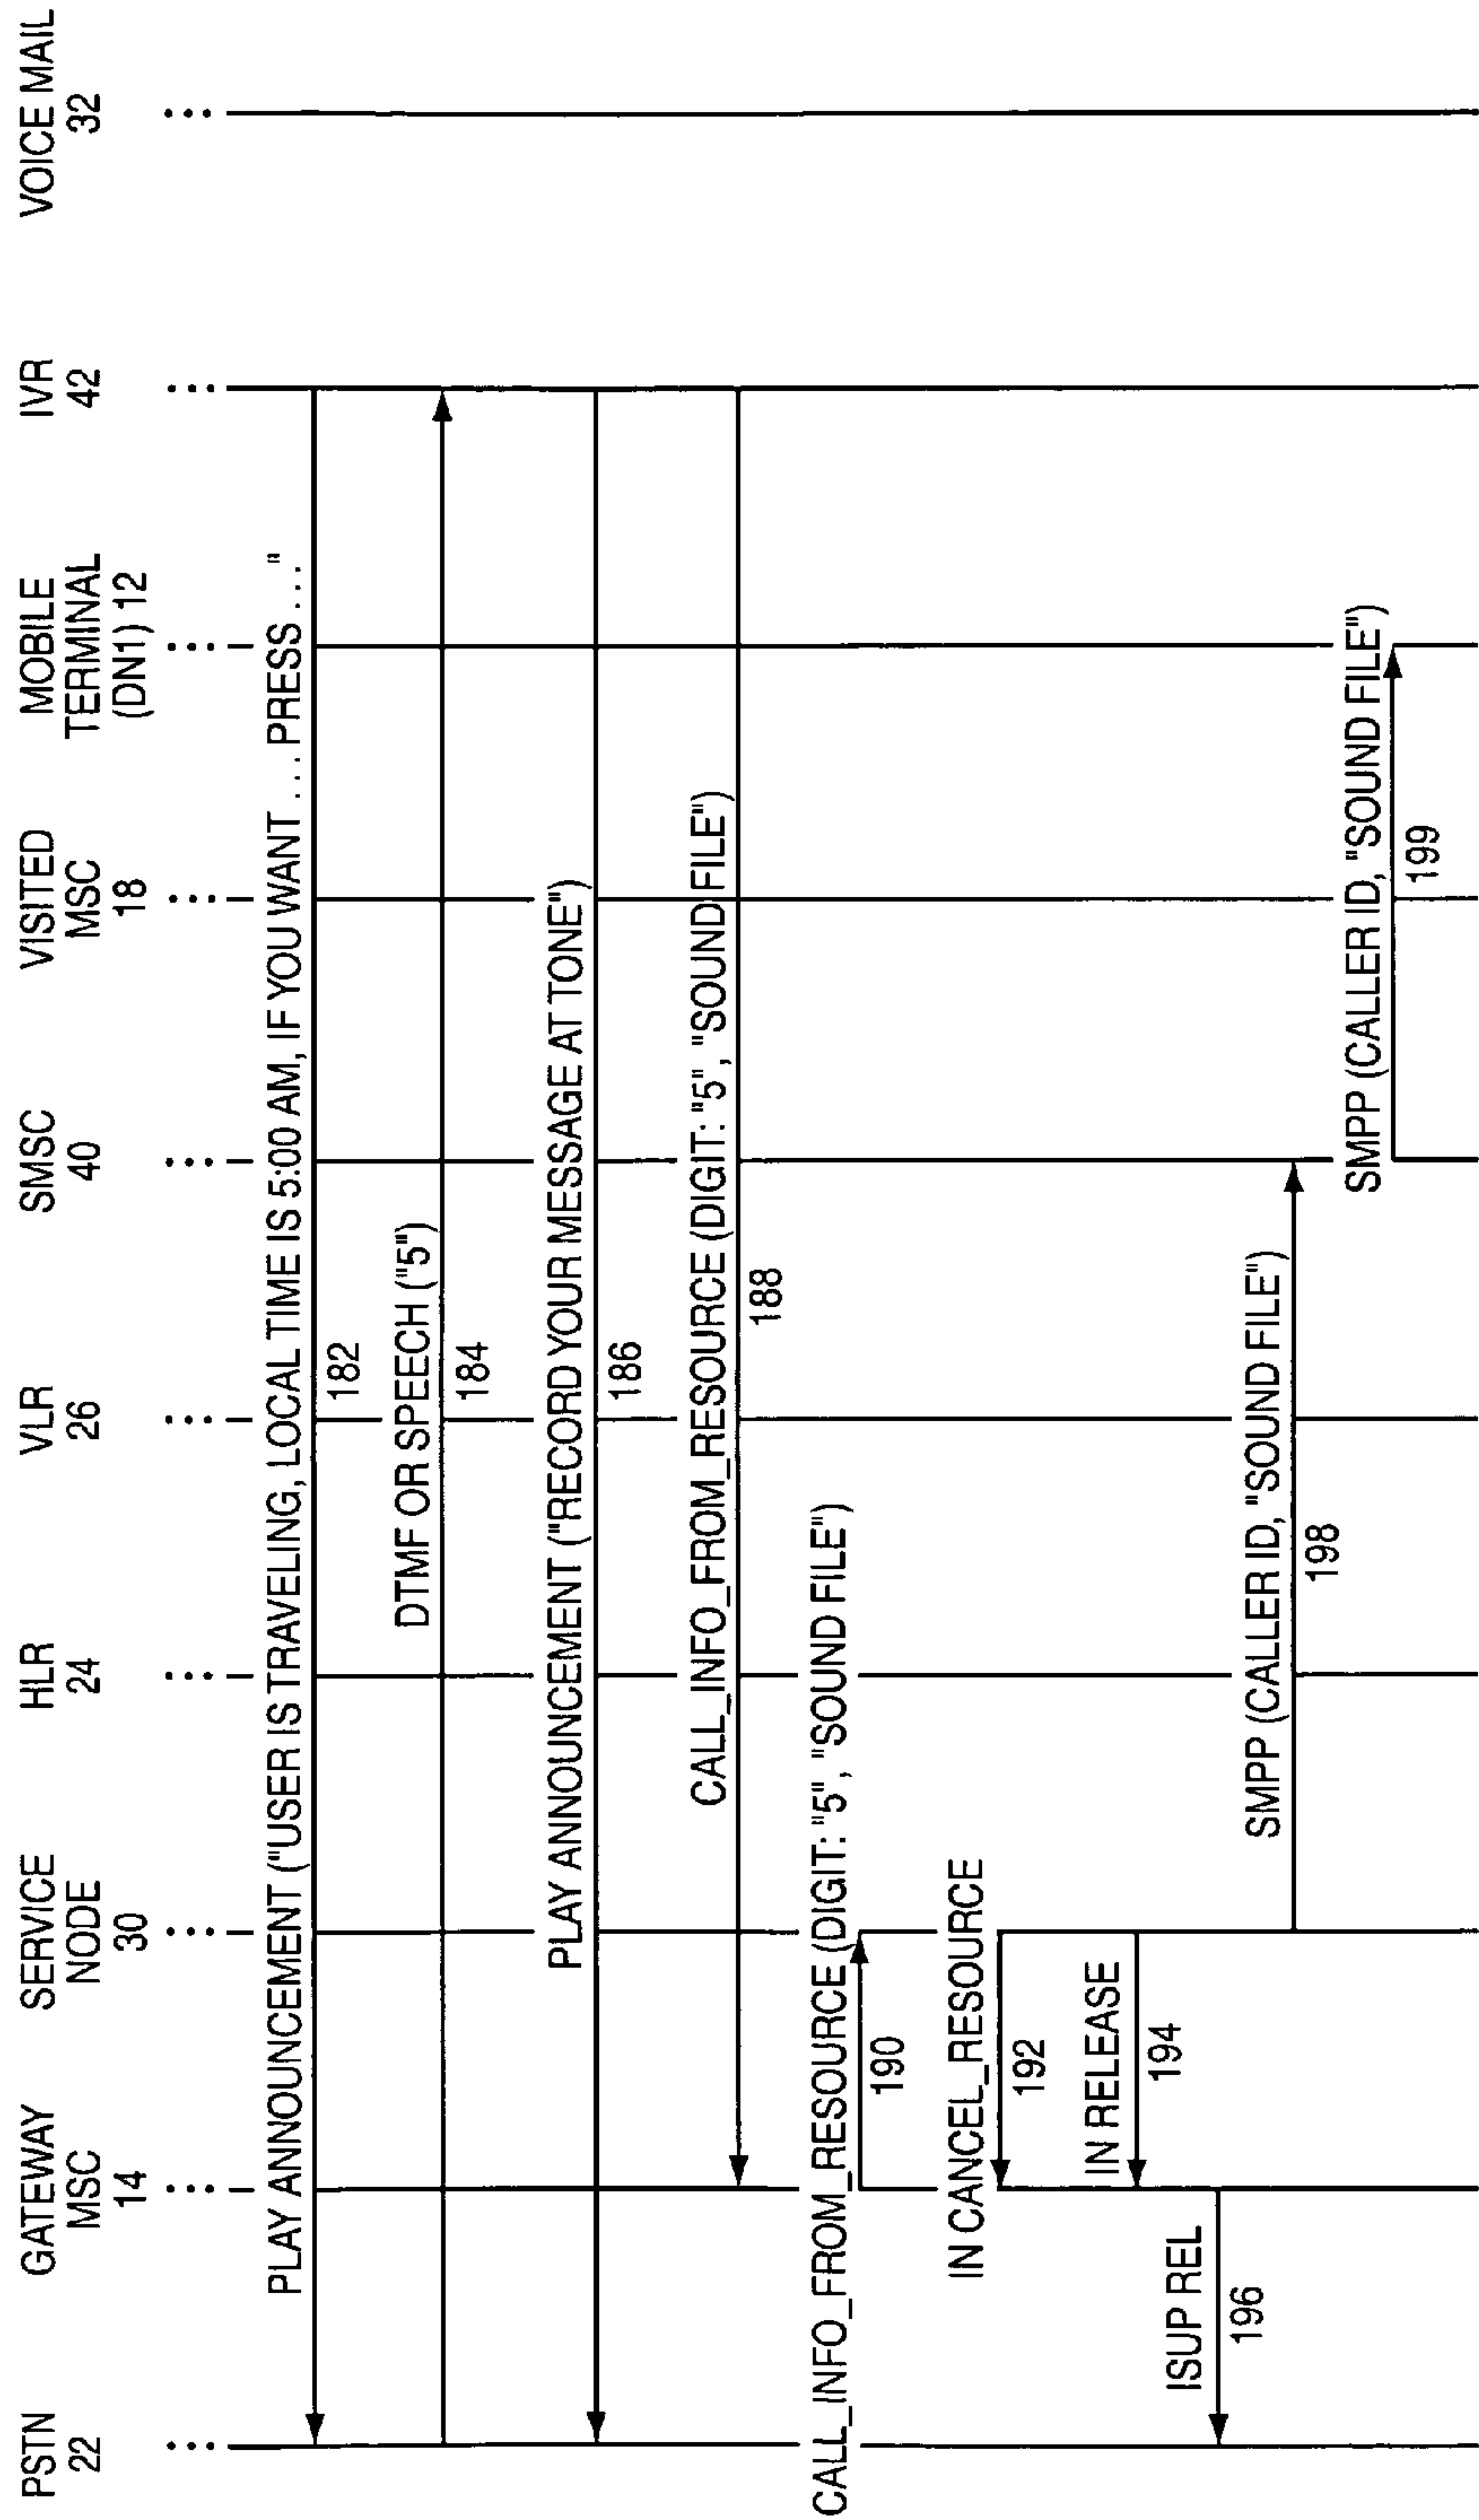 PSTN
22
GATEWAY
MSC
14
SERVICE
NODE
30
HLR
24
VLR
26
SMSC
40
VISITED
MSC
18
MOBILE
TERMINAL
(DN1) 12
IVR
42
VOICE MAIL
32
PLAY ANNOUNCEMENT ("USER IS TRAVELING, LOCAL TIME IS 5:00 AM, IF YOU WANT ....PRESS ..."
182
DTMF OR SPEECH ("5")
184
PLAY ANNOUNCEMENT ("RECORD YOUR MESSAGE AT TONE")
186
CALL_INFO_FROM_RESOURCE (DIGIT: "5", "SOUND FILE")
188
CALL_INFO_FROM_RESOURCE (DIGIT: "5", "SOUND FILE")
190
IN CANCEL_RESOURCE
192
IN RELEASE
194
ISUP REL
196
SMPP (CALLER ID, "SOUND FILE")
198
SMPP (CALLER ID, "SOUND FILE")
199